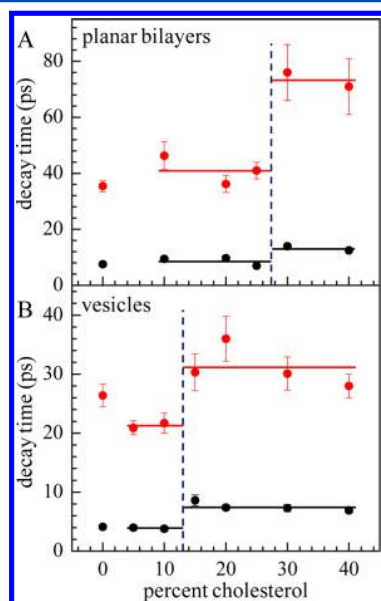 A planar bilayers
80
60
40
20
0
decay time (ps)
B vesicles
40
30
20
10
0
decay time (ps)
0 10 20 30 40
percent cholesterol